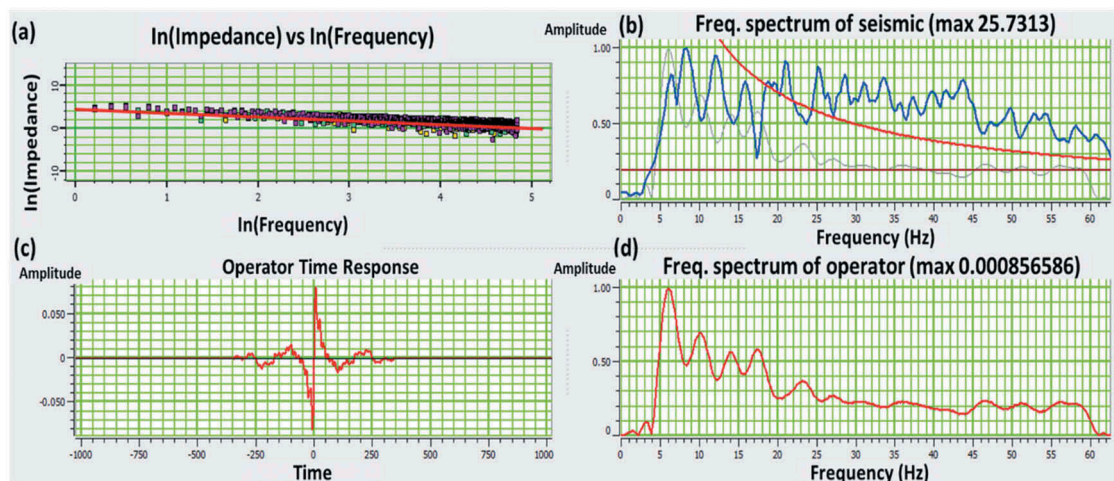 (a)
ln(Impedance) vs ln(Frequency)
ln(Impedance)
10
0
-10
0 1 2 3 4 5
ln(Frequency)
(b)
Amplitude
Freq. spectrum of seismic (max 25.7313)
1.00
0.50
0
0 5 10 15 20 25 30 35 40 45 50 55 60
Frequency (Hz)
(c)
Amplitude
Operator Time Response
0.050
0
-0.050
-1000 -750 -500 -250 0 250 500 750 1000
Time
(d)
Amplitude
Freq. spectrum of operator (max 0.000856586)
1.00
0.50
0
0 5 10 15 20 25 30 35 40 45 50 55 60
Frequency (Hz)